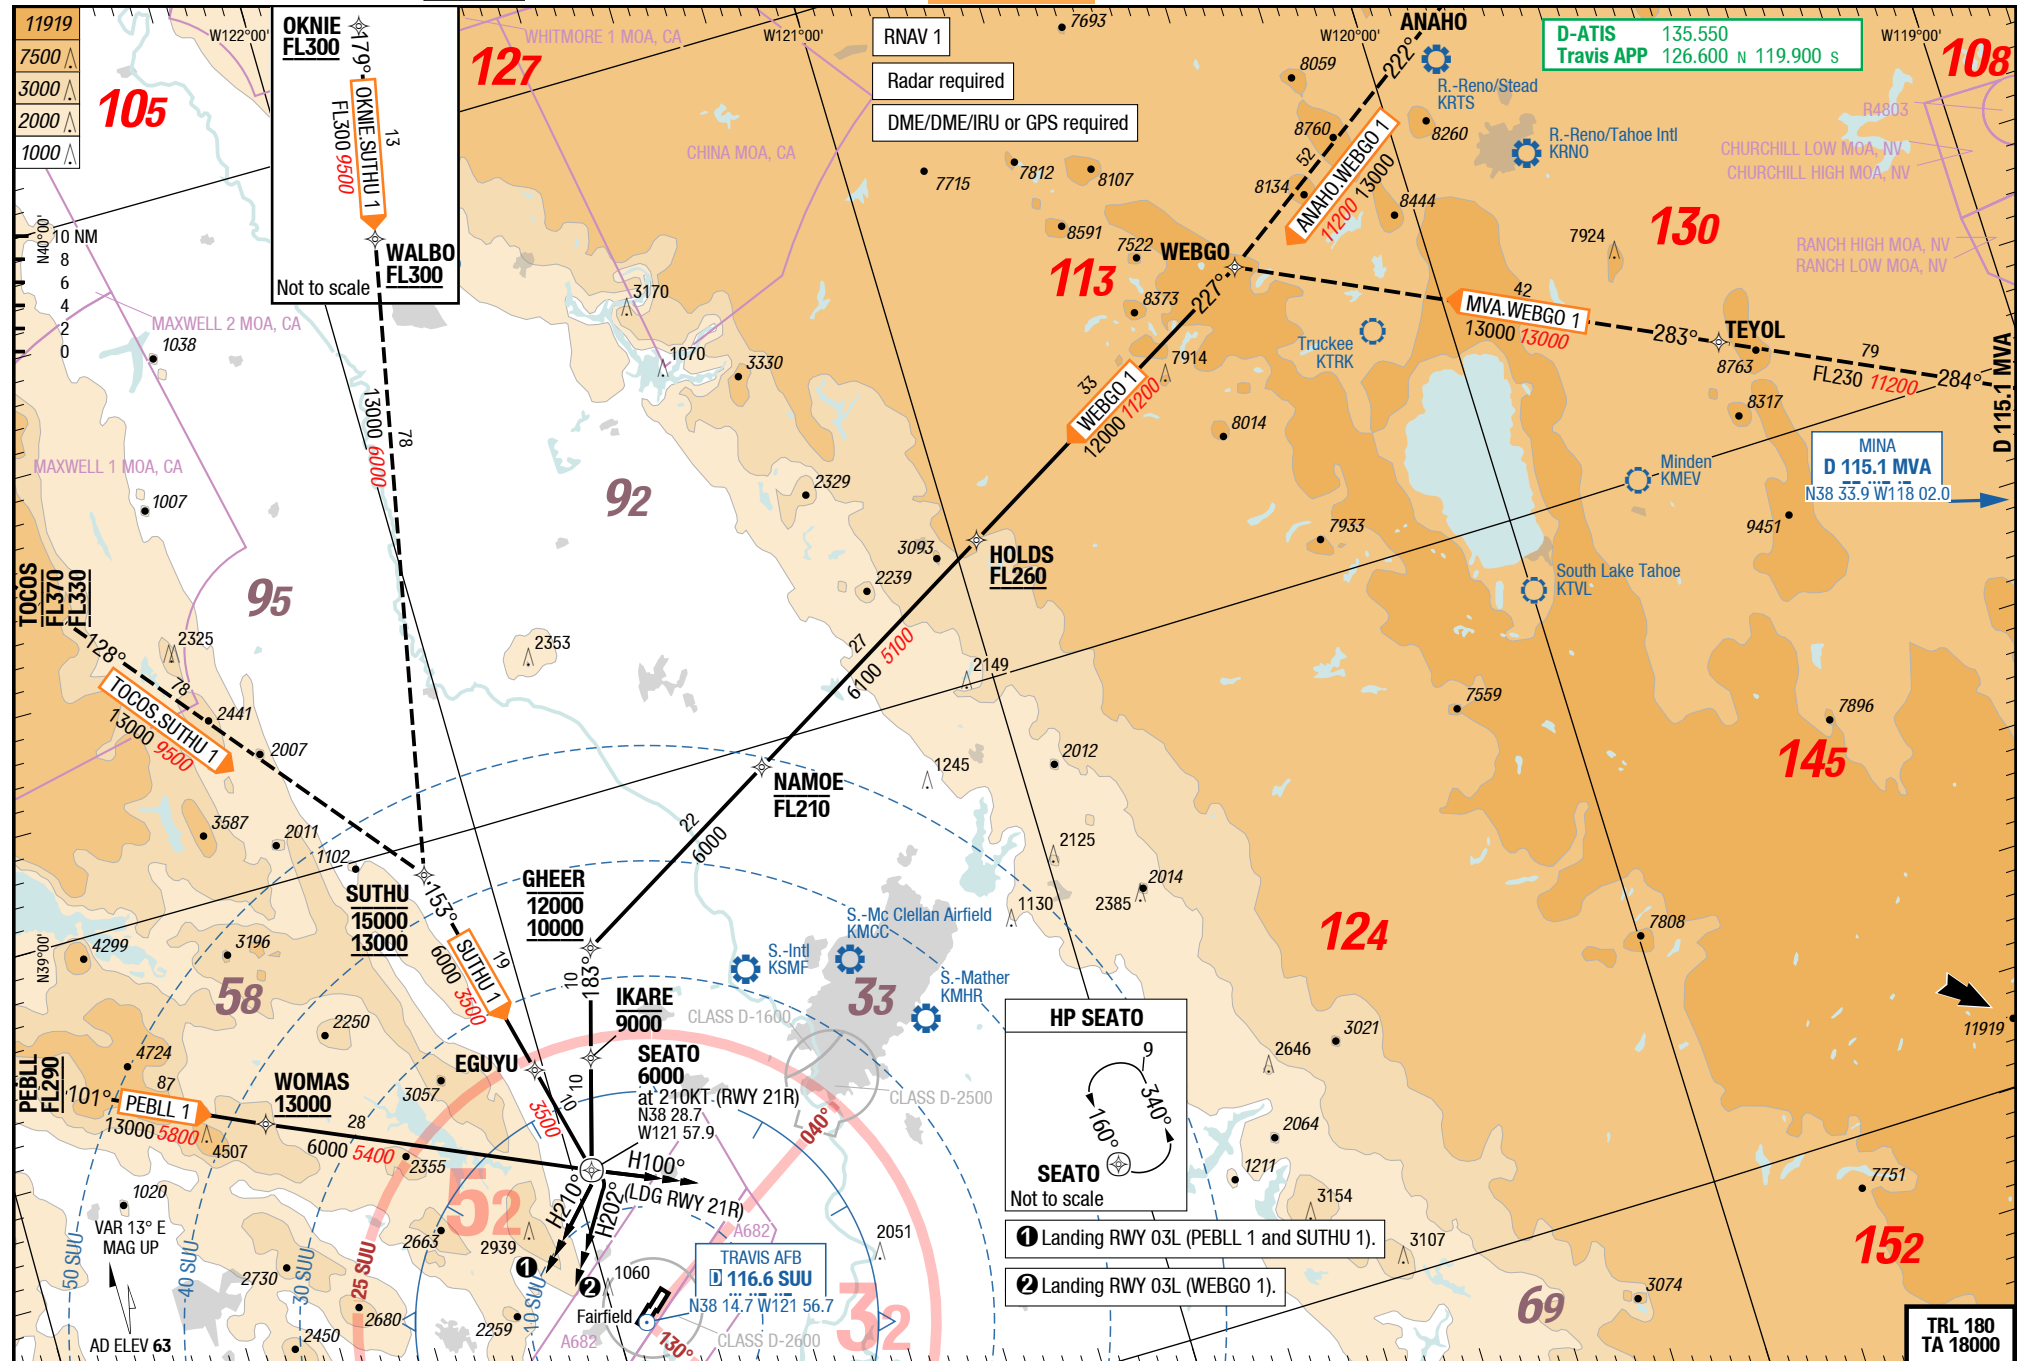 11919
7500
3000
2000
1000
105
W122°00'
OKNIE
FL300
179°
OKNIE.SUTHU 1
13
FL300 9500
WALBO
FL300
Not to scale
127
WHITMORE 1 MOA, CA
W121°00'
RNAV 1
Radar required
DME/DME/IRU or GPS required
7693
W120°00'
ANAHO
222°
D-ATIS 135.550
Travis APP 126.600 N 119.900 S
W119°00'
108
R4803
8059
R.-Reno/Stead
KRTS
8260
R.-Reno/Tahoe Intl
KRNO
CHURCHILL LOW MOA, NV
CHURCHILL HIGH MOA, NV
CHINA MOA, CA
7715
7812
8107
8760
52
ANAHO.WEBGO 1
11200 13000
8134
8444
130
7924
RANCH HIGH MOA, NV
RANCH LOW MOA, NV
N40°00'
10 NM
8
6
4
2
0
8591
7522
WEBGO
113
227°
8373
3170
MAXWELL 2 MOA, CA
1038
1070
3330
7914
42
MVA.WEBGO 1
13000 13000
283°
TEYOL
8763
79
FL230 11200
284°
D 115.1 MVA
Truckee
KTRK
8317
33
WEBGO 1
12000 11200
8014
78
13000 6000
MAXWELL 1 MOA, CA
1007
92
2329
MINA
D 115.1 MVA
N38 33.9 W118 02.0
Minden
KMEV
9451
7933
3093
HOLDS
FL260
2239
95
TOCOS
FL370
FL330
South Lake Tahoe
KTVL
128°
2325
2353
27
6100 5100
2149
78
TOCOS.SUTHU 1
13000 9500
2441
2007
7559
7896
145
2012
1245
NAMOE
FL210
22
6000
3587
2011
1102
2125
SUTHU
15000
13000
153°
GHEER
12000
10000
2014
2385
1130
S.-Mc Clellan Airfield
KMCC
7808
124
4299
3196
N39°00'
19
SUTHU 1
6000 3500
10
183°
S.-Intl
KSMF
58
33
S.-Mather
KMHR
IKARE
9000
CLASS D-1600
HP SEATO
9
340°
160°
SEATO
Not to scale
2250
3021
2646
11919
4724
EGUYU
SEATO
6000
at 210KT (RWY 21R)
N38 28.7
W121 57.9
10
PEBLL
FL290
101°
87
PEBLL 1
13000 5800
WOMAS
13000
3057
10
3500
CLASS D-2500
040°
4507
28
6000 5400
2355
2064
1211
52
H100°
(LDG RWY 21R)
H210°
H202°
7751
1020
VAR 13° E
MAG UP
2663
2939
A682
2051
3154
❶ Landing RWY 03L (PEBLL 1 and SUTHU 1).
3107
152
50 SUU
40 SUU
30 SUU
25 SUU
10 SUU
2730
❶
❷
1060
TRAVIS AFB
D 116.6 SUU
N38 14.7 W121 56.7
❷ Landing RWY 03L (WEBGO 1).
3074
69
2680
2259
Fairfield
32
AD ELEV 63
2450
A682
130°
CLASS D-2600
TRL 180
TA 18000